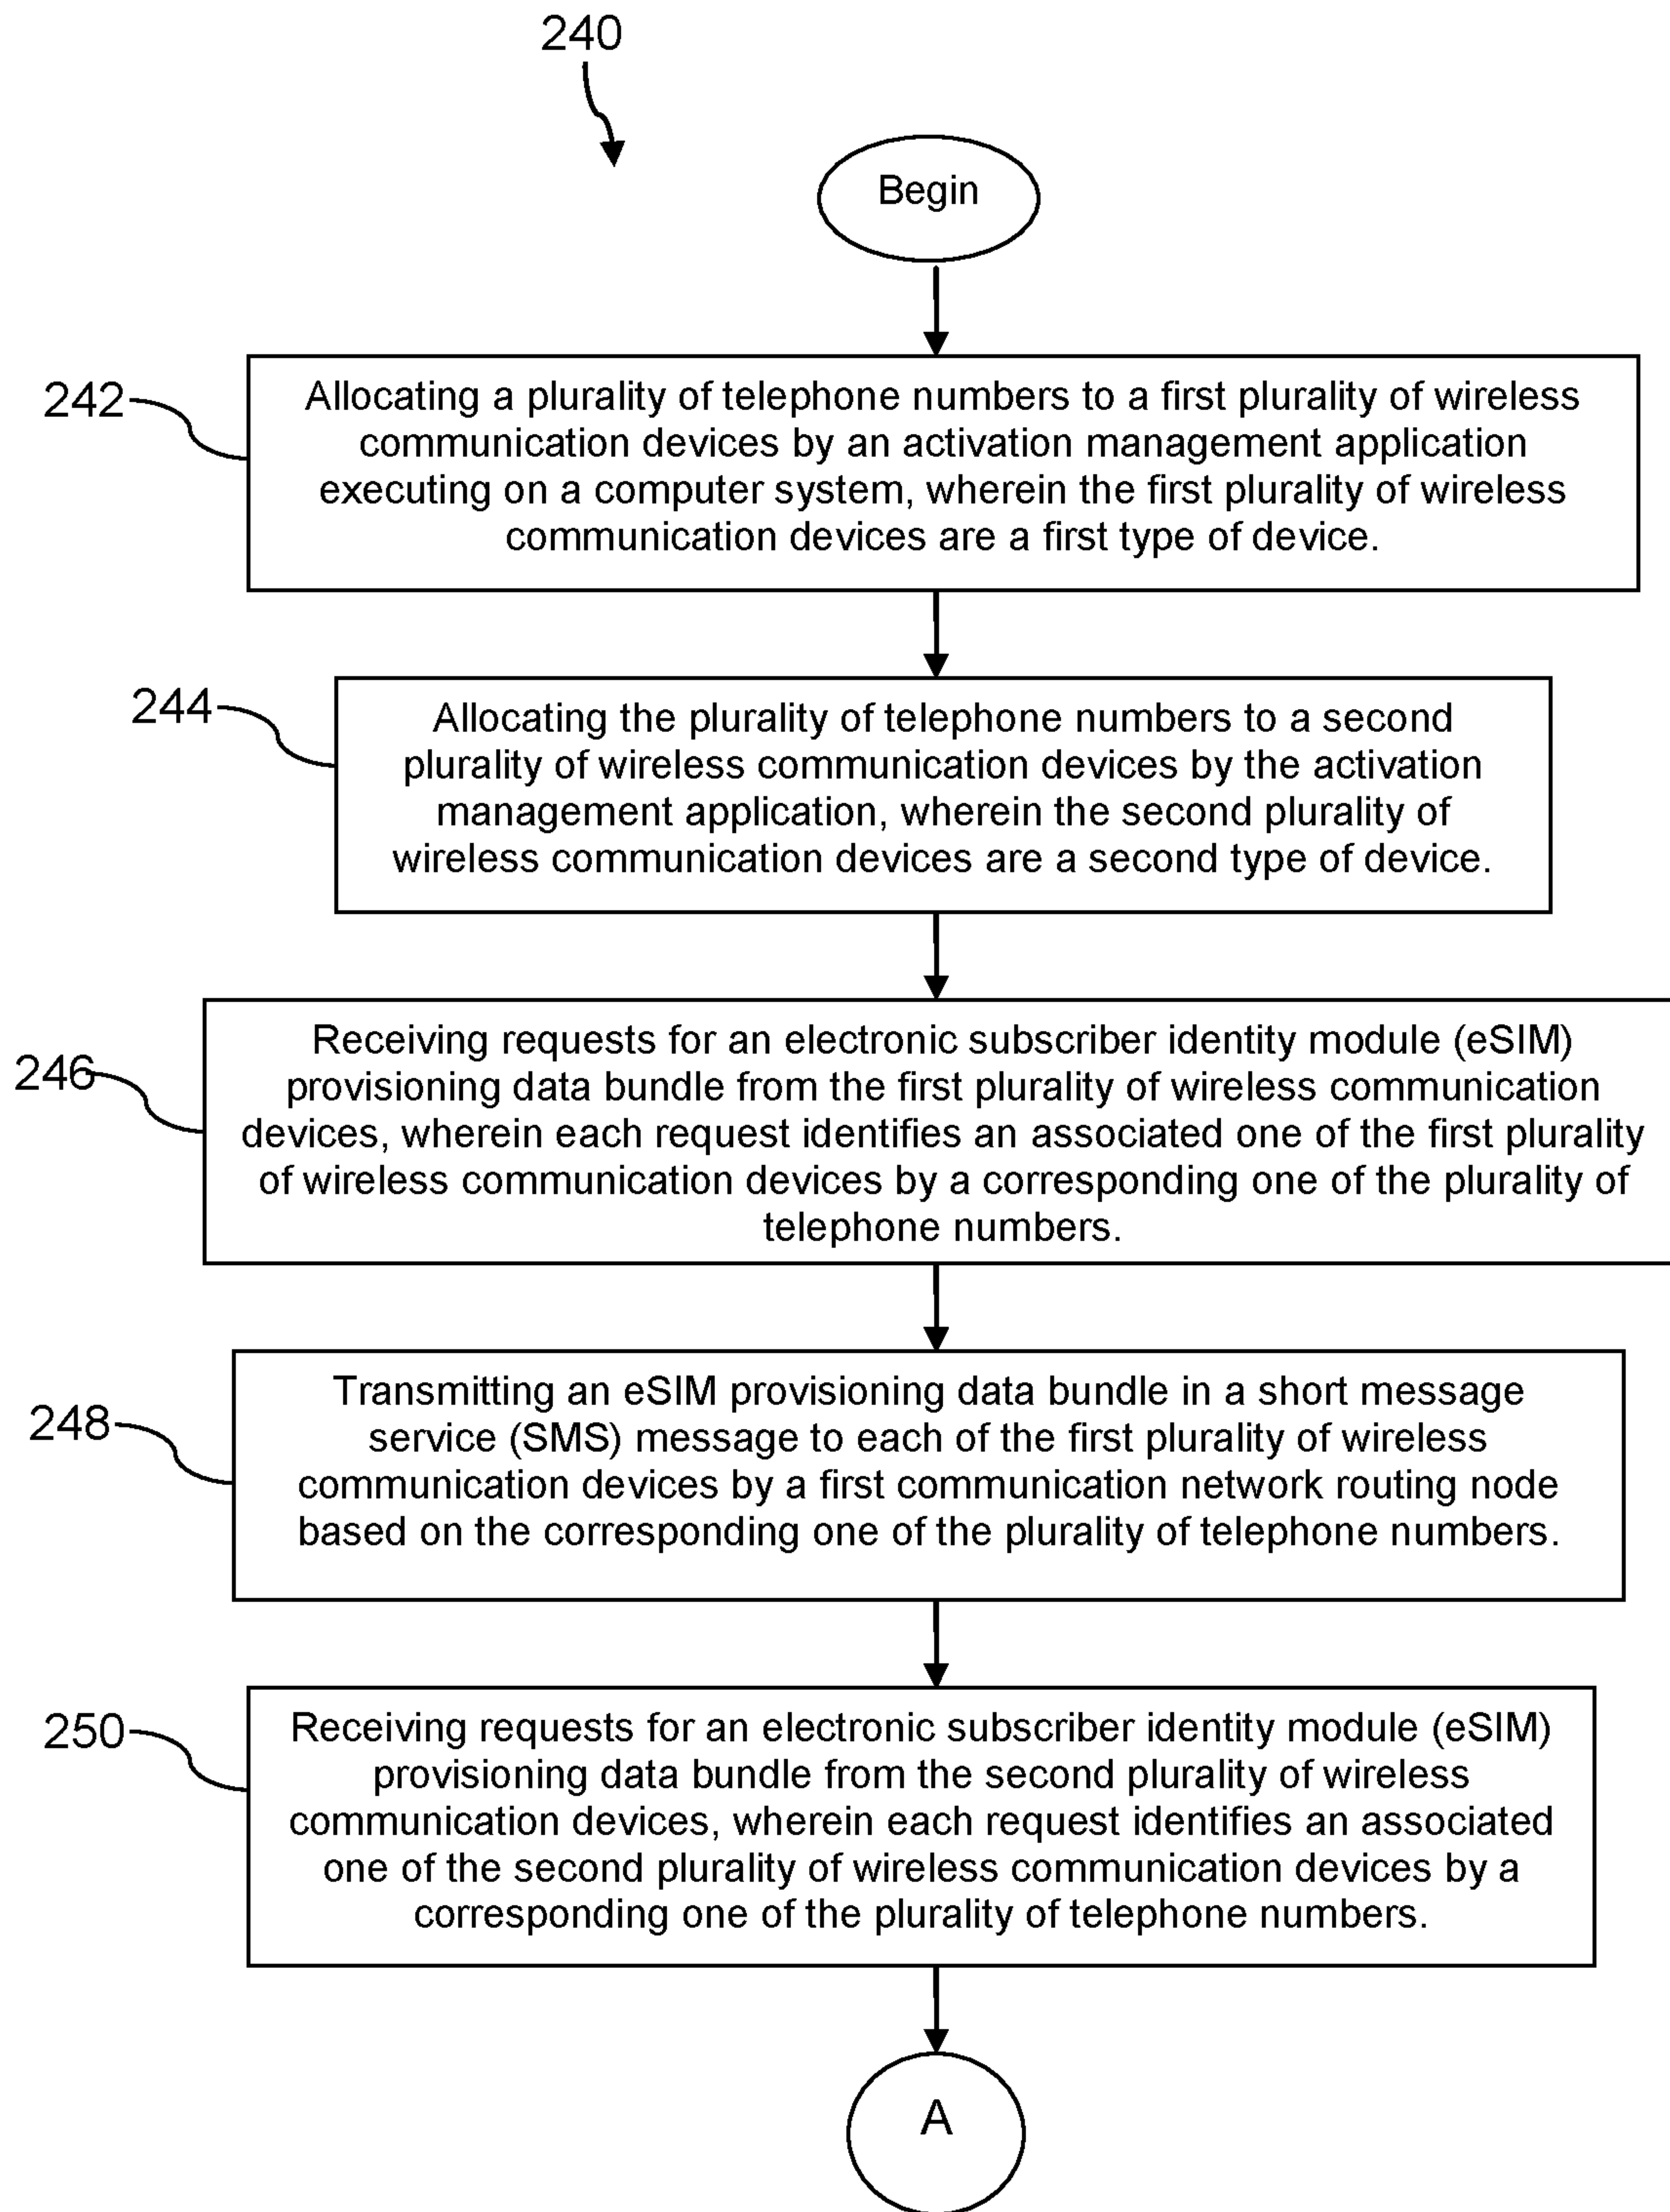 240
Begin
242
Allocating a plurality of telephone numbers to a first plurality of wireless
communication devices by an activation management application
executing on a computer system, wherein the first plurality of wireless
communication devices are a first type of device.
244
Allocating the plurality of telephone numbers to a second
plurality of wireless communication devices by the activation
management application, wherein the second plurality of
wireless communication devices are a second type of device.
246
Receiving requests for an electronic subscriber identity module (eSIM)
provisioning data bundle from the first plurality of wireless communication
devices, wherein each request identifies an associated one of the first plurality
of wireless communication devices by a corresponding one of the plurality of
telephone numbers.
248
Transmitting an eSIM provisioning data bundle in a short message
service (SMS) message to each of the first plurality of wireless
communication devices by a first communication network routing node
based on the corresponding one of the plurality of telephone numbers.
250
Receiving requests for an electronic subscriber identity module (eSIM)
provisioning data bundle from the second plurality of wireless
communication devices, wherein each request identifies an associated
one of the second plurality of wireless communication devices by a
corresponding one of the plurality of telephone numbers.
A